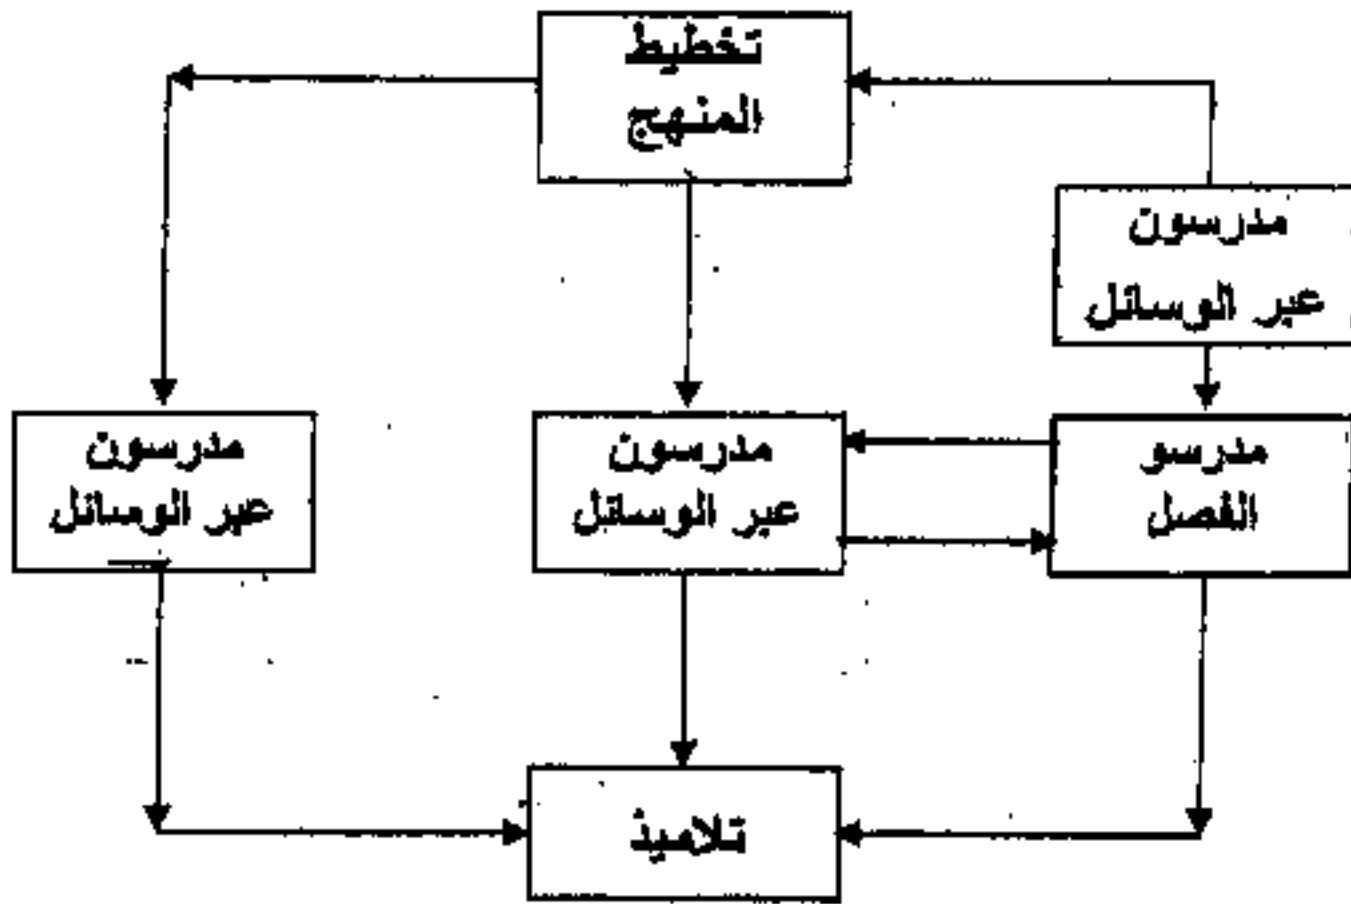 تخطيط
المنهج
مدرسون
عبر الوسائل
مدرسو
الفصل
مدرسون
عبر الوسائل
مدرسون
عبر الوسائل
تلاميذ